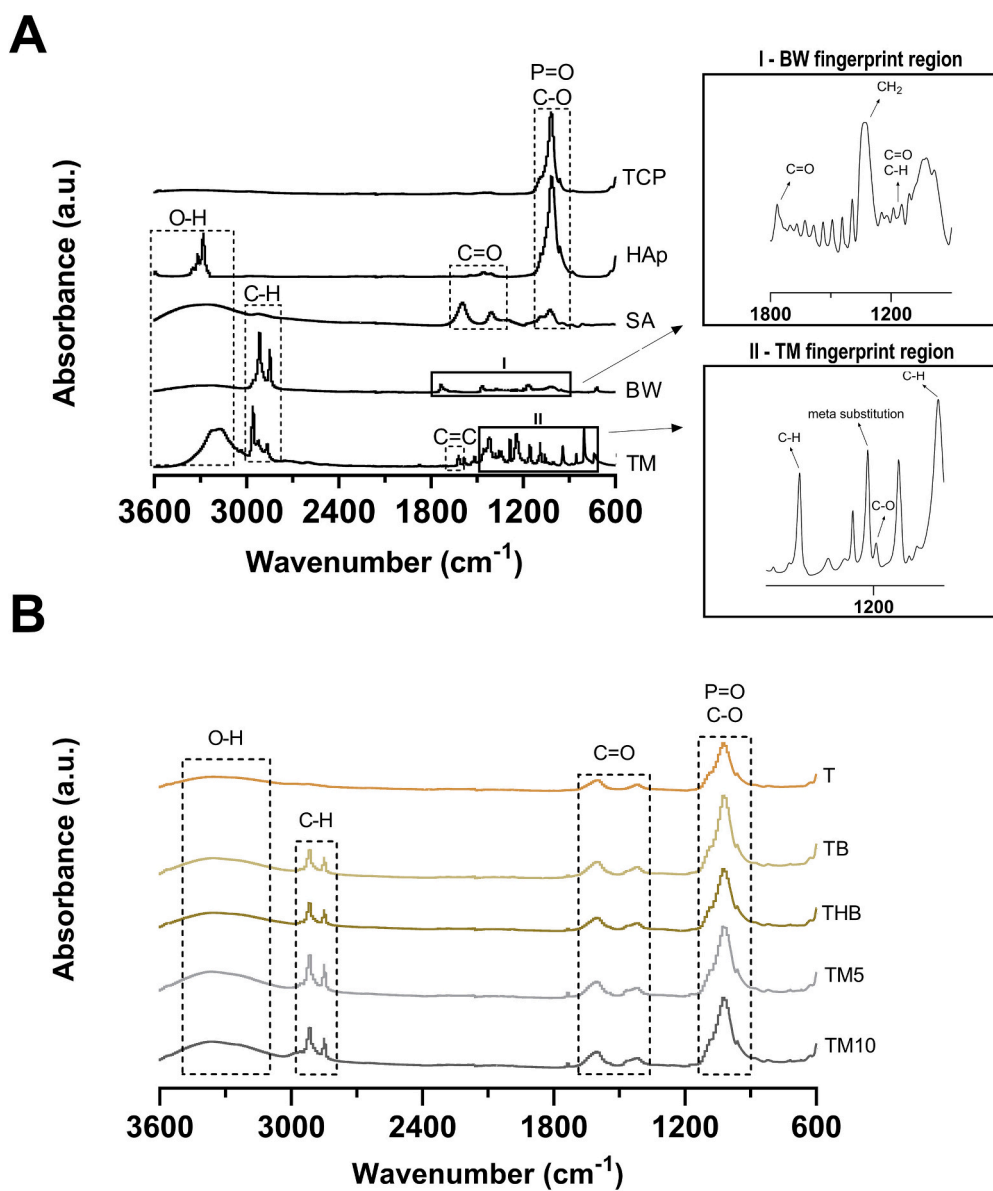 A
Absorbance (a.u.)
P=O
C-O
TCP
O-H
HAp
C=O
C-H
SA
I
BW
II
C=C
TM
3600 3000 2400 1800 1200 600
Wavenumber (cm-1)
I - BW fingerprint region
CH2
C=O
C=O
C-H
1800 1200
II - TM fingerprint region
C-H
meta substitution
C-H
C-O
1200
B
Absorbance (a.u.)
P=O
C-O
O-H
C=O
T
C-H
TB
THB
TM5
TM10
3600 3000 2400 1800 1200 600
Wavenumber (cm-1)